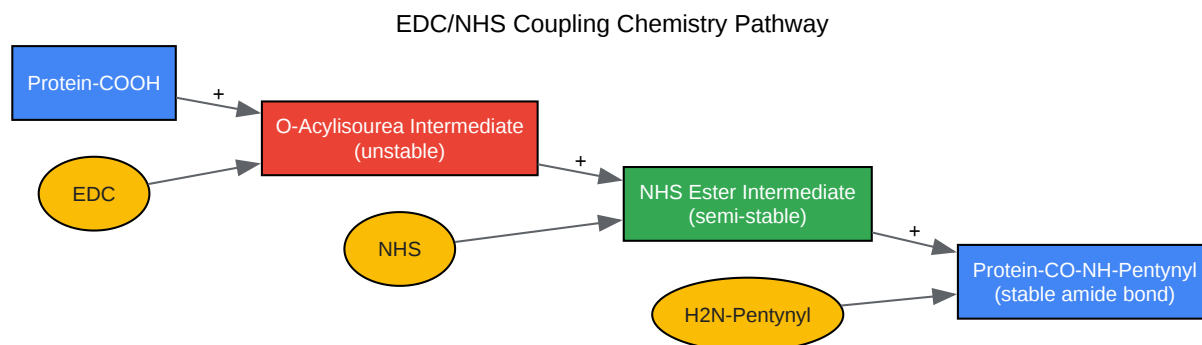 EDC/NHS Coupling Chemistry Pathway
Protein-COOH
+
EDC
O-Acylisourea Intermediate
(unstable)
+
NHS
NHS Ester Intermediate
(semi-stable)
+
H2N-Pentynyl
Protein-CO-NH-Pentynyl
(stable amide bond)